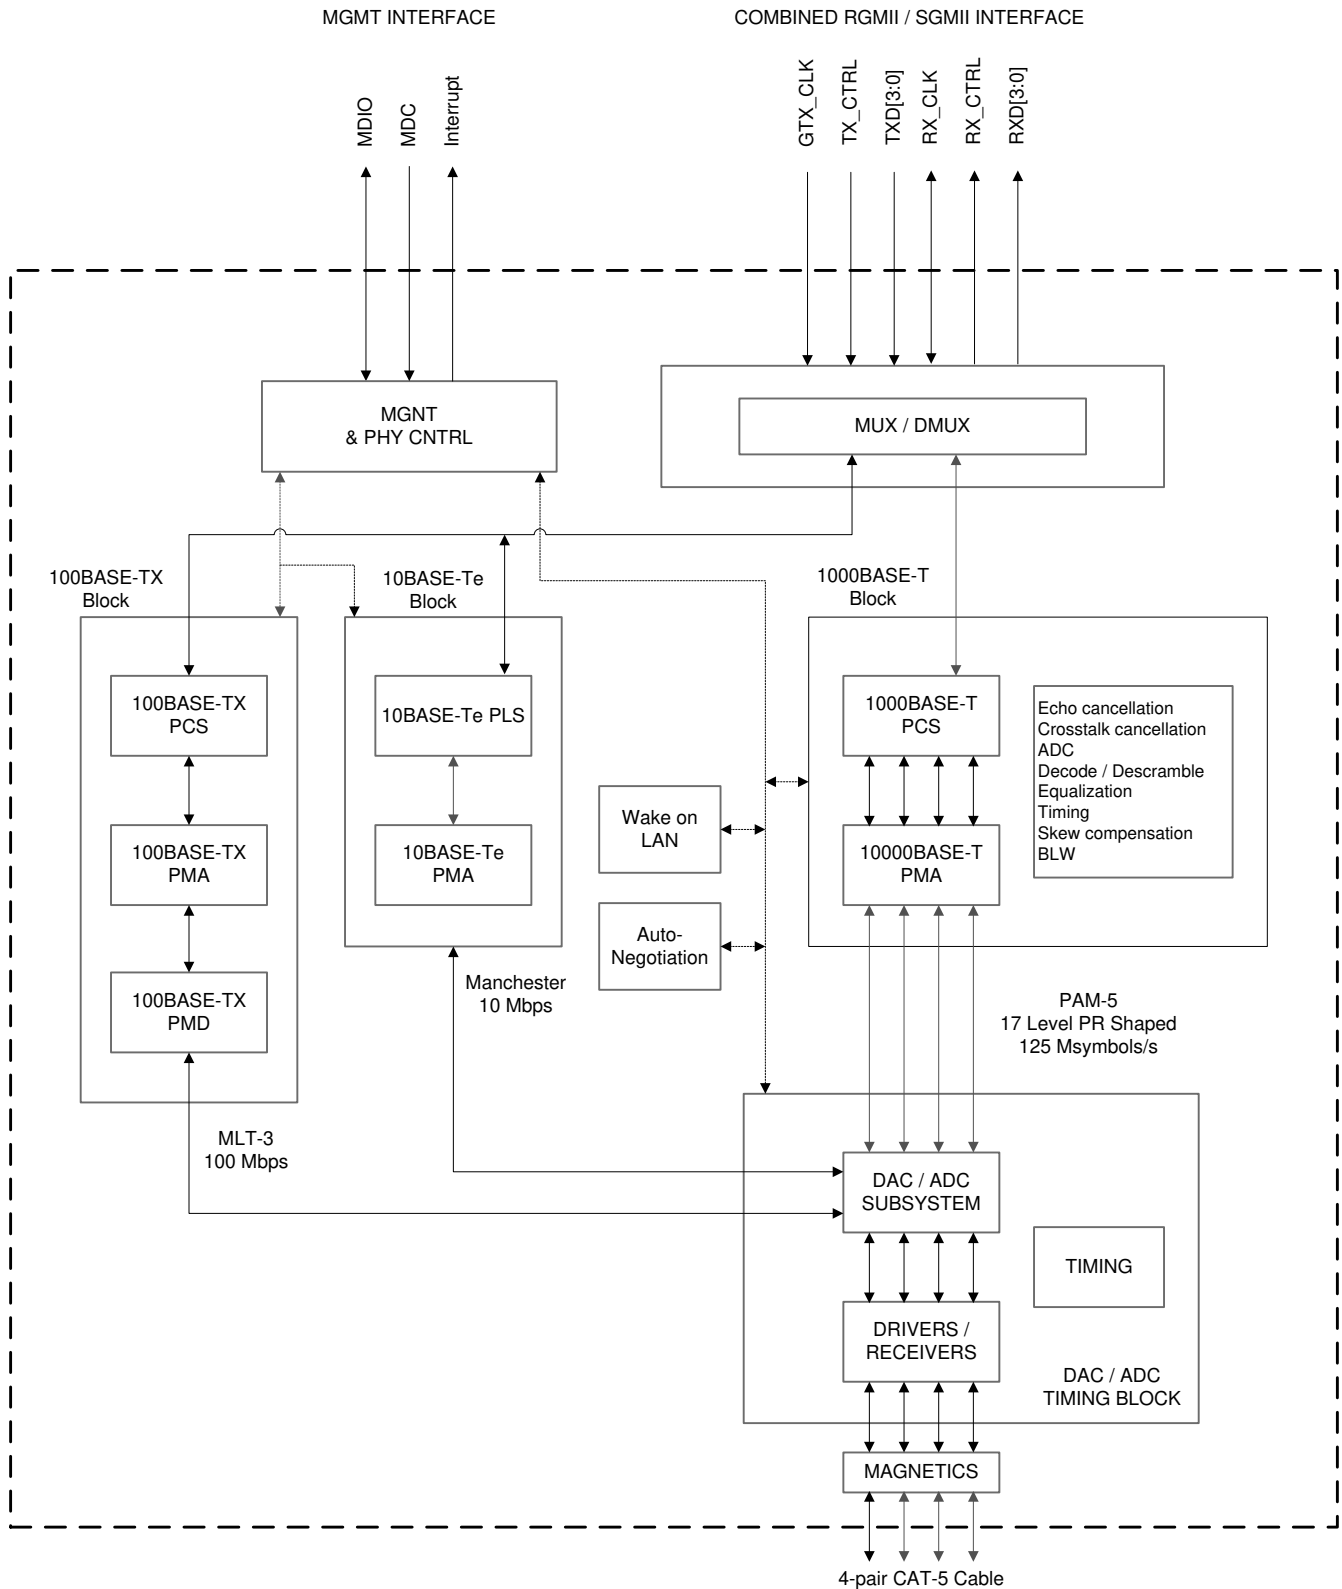 MGMT INTERFACE
COMBINED RGMII / SGMII INTERFACE
MDIO
MDC
Interrupt
GTX_CLK
TX_CTRL
TXD[3:0]
RX_CLK
RX_CTRL
RXD[3:0]
MGNT
& PHY CNTRL
MUX / DMUX
100BASE-TX
Block
10BASE-Te
Block
1000BASE-T
Block
100BASE-TX
PCS
10BASE-Te PLS
1000BASE-T
PCS
Echo cancellation
Crosstalk cancellation
ADC
Decode / Descramble
Equalization
Timing
Skew compensation
BLW
Wake on
LAN
100BASE-TX
PMA
10BASE-Te
PMA
10000BASE-T
PMA
Auto-
Negotiation
100BASE-TX
PMD
Manchester
10 Mbps
PAM-5
17 Level PR Shaped
125 Msymbols/s
MLT-3
100 Mbps
DAC / ADC
SUBSYSTEM
TIMING
DRIVERS /
RECEIVERS
DAC / ADC
TIMING BLOCK
MAGNETICS
4-pair CAT-5 Cable